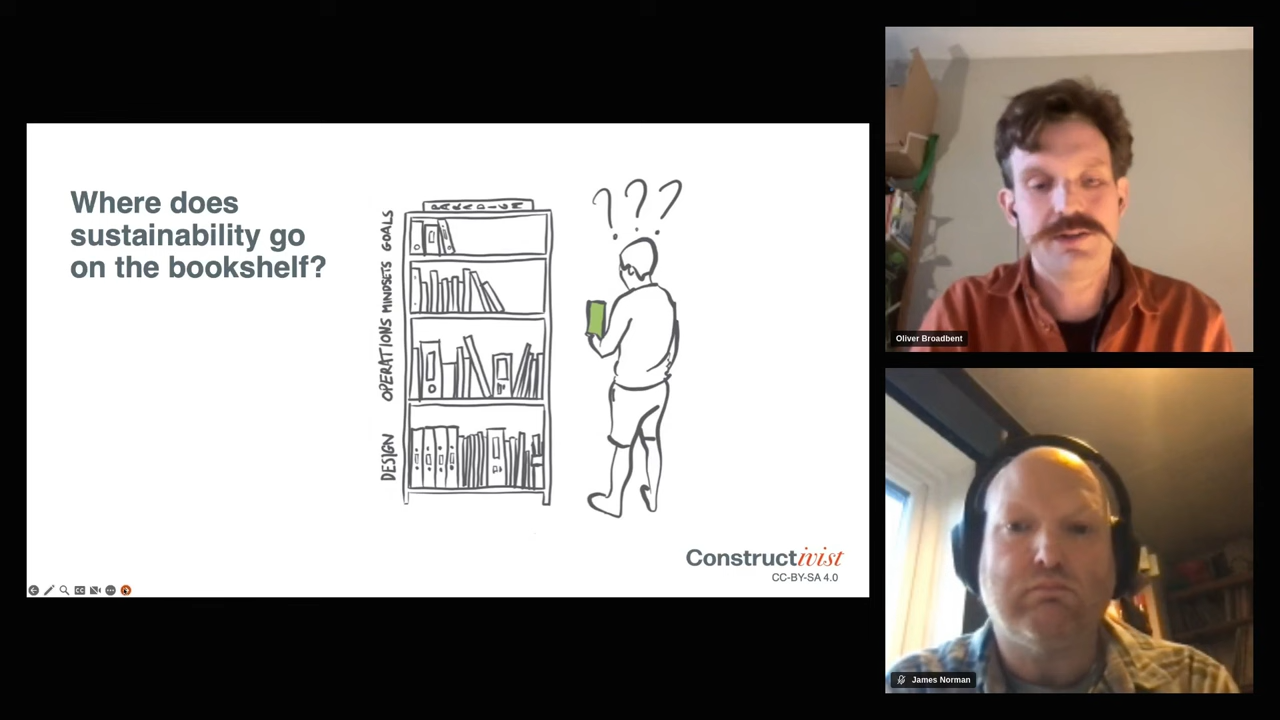 Where does
sustainability go
on the bookshelf?
GOALS
MINDSETS
OPERATIONS
DESIGN
? ? ?
Constructivist
CC-BY-SA 4.0
Oliver Broadbent
James Norman